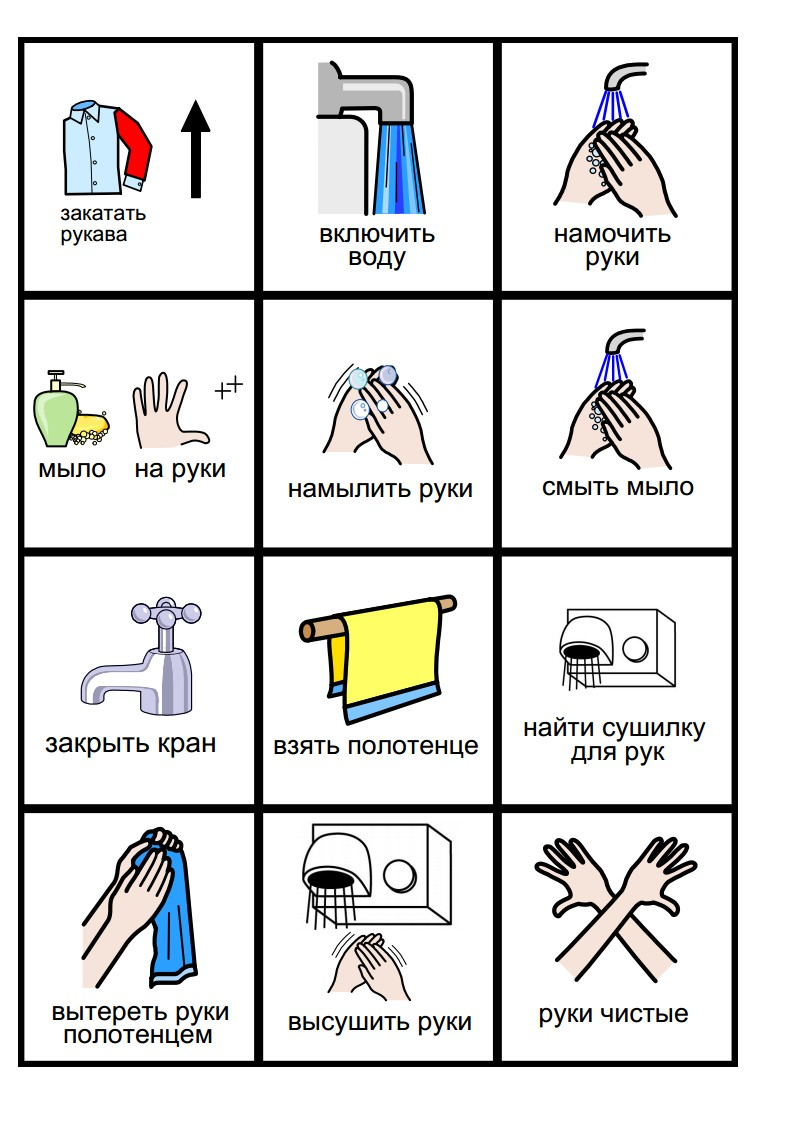 закатать
рукава
включить
воду
намочить
руки
мыло на руки
намылить руки
смыть мыло
закрыть кран
взять полотенце
найти сушилку
для рук
вытереть руки
полотенцем
высушить руки
руки чистые